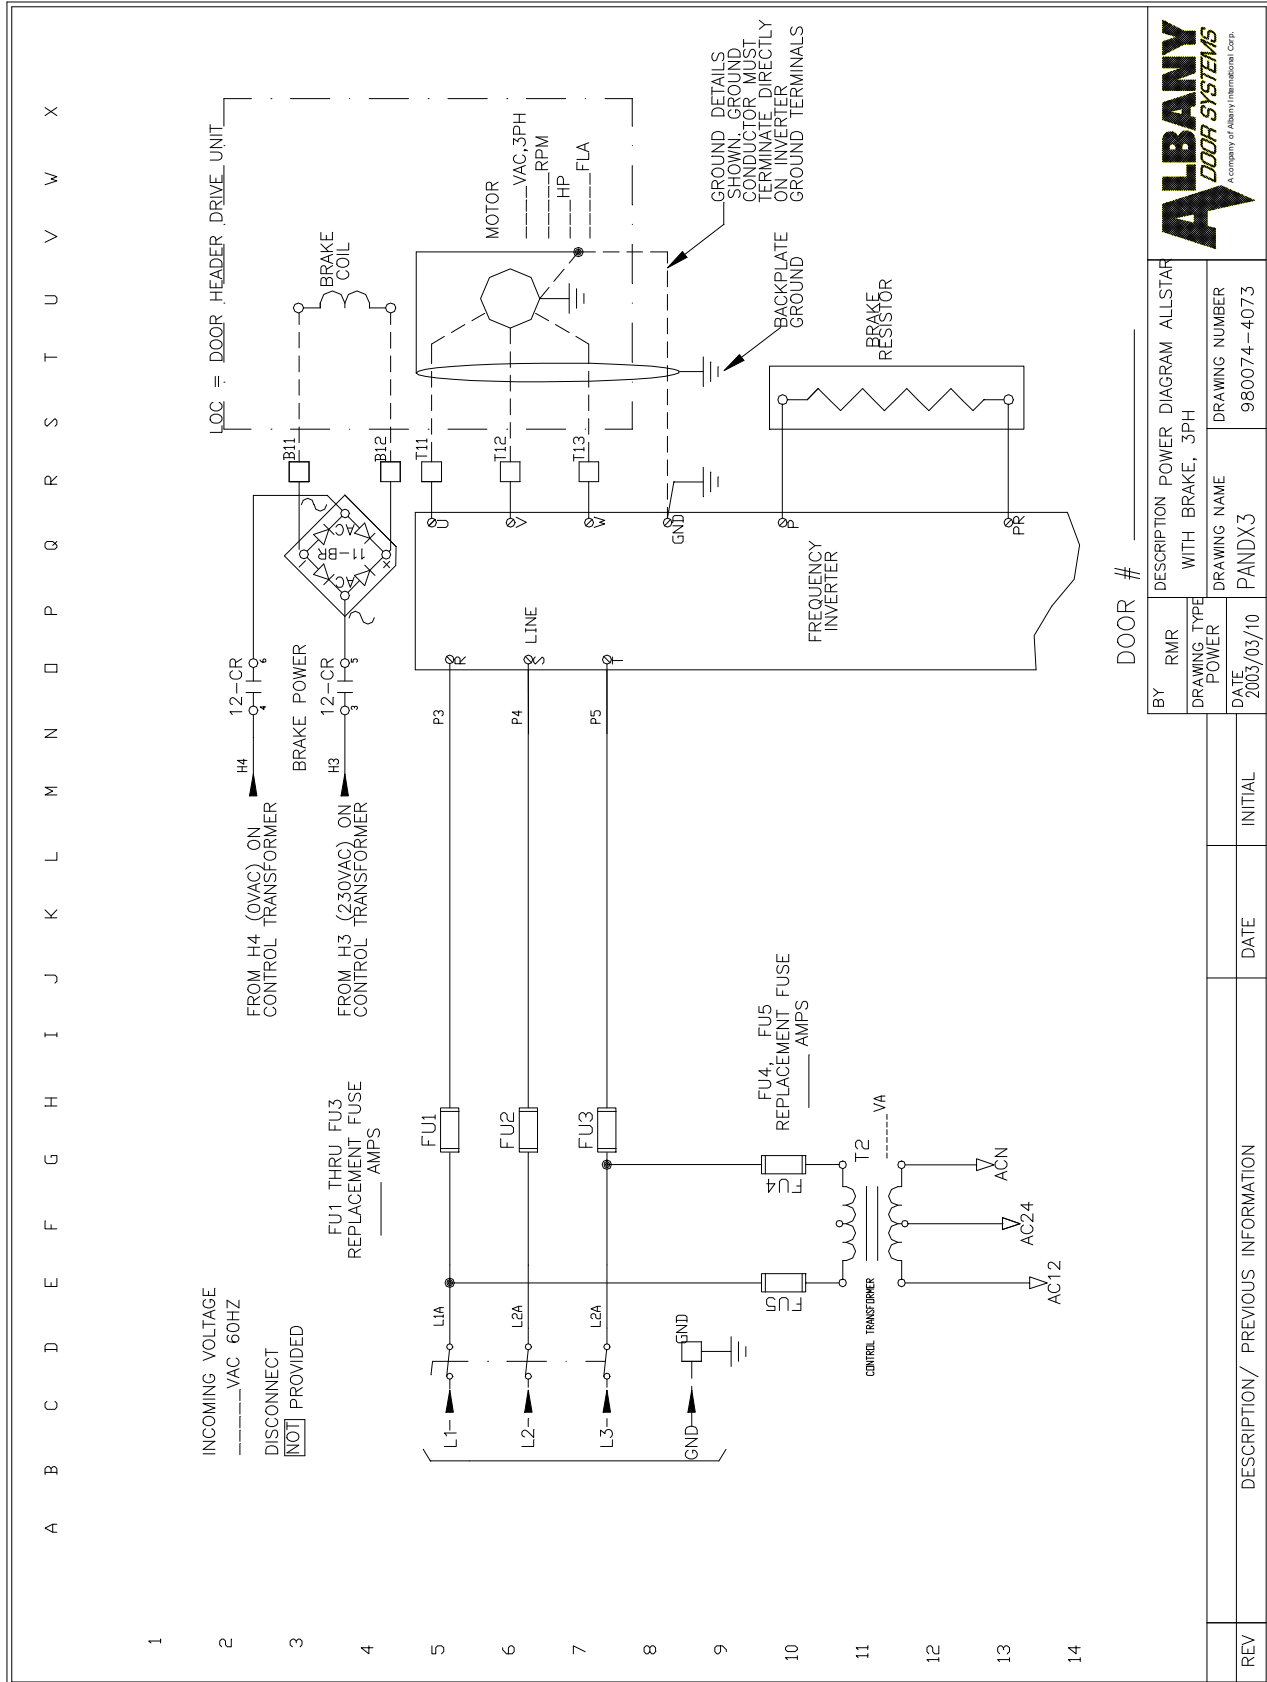 A B C D E F G H I J K L M N O P Q R S T U V W X
1
2
3
4
5
6
7
8
9
10
11
12
13
14
INCOMING VOLTAGE
_____VAC 60HZ
DISCONNECT
NOT PROVIDED
FROM H4 (0VAC) ON
CONTROL TRANSFORMER
H4
12-CR
4
6
BRAKE POWER
FROM H3 (230VAC) ON
CONTROL TRANSFORMER
H3
12-CR
3
5
AC
11-BR
AC
-
+
B11
B12
LOC = DOOR HEADER DRIVE UNIT
BRAKE
COIL
FU1 THRU FU3
REPLACEMENT FUSE
_____ AMPS
L1-
L1A
FU1
P3
R
L2-
L2A
FU2
P4
S
LINE
L3-
L2A
FU3
P5
T
GND
GND
U
T11
V
T12
W
T13
GND
P
PR
FREQUENCY
INVERTER
MOTOR
_____VAC,3PH
_____RPM
____HP
_____FLA
GROUND DETAILS
SHOWN. GROUND
CONDUCTOR MUST
TERMINATE DIRECTLY
ON INVERTER
GROUND TERMINALS
BACKPLATE
GROUND
BRAKE
RESISTOR
FU4, FU5
REPLACEMENT FUSE
_____ AMPS
FU5
FU4
T2
______VA
CONTROL TRANSFORMER
AC12
AC24
ACN
DOOR # __________
REV
DESCRIPTION/ PREVIOUS INFORMATION
DATE
INITIAL
BY
RMR
DRAWING TYPE
POWER
DATE
2003/03/10
DESCRIPTION POWER DIAGRAM ALLSTAR
WITH BRAKE, 3PH
DRAWING NAME
PANDX3
DRAWING NUMBER
980074-4073
ALBANY
DOOR SYSTEMS
A company of Albany International Corp.